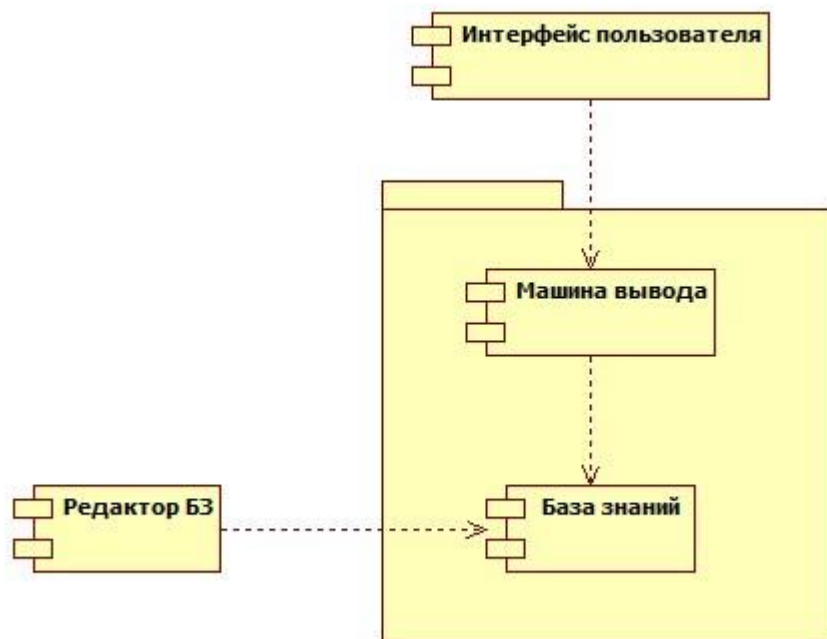 Интерфейс пользователя
Машина вывода
Редактор БЗ
База знаний